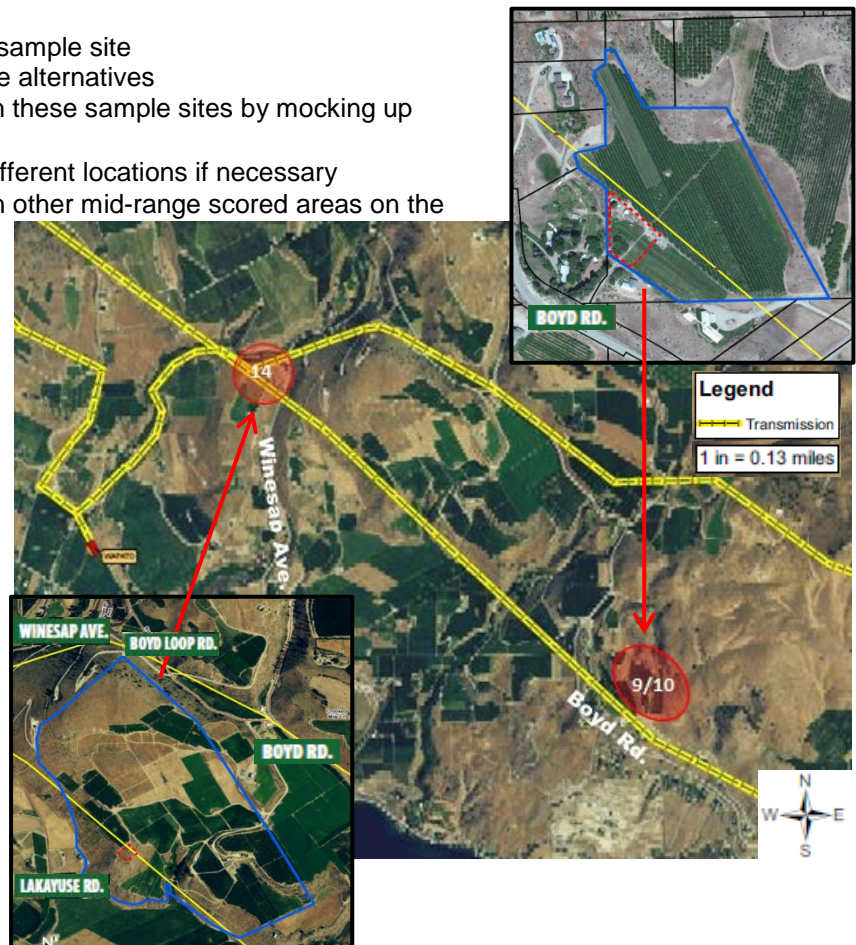 sample site
e alternatives
n these sample sites by mocking up
fferent locations if necessary
n other mid-range scored areas on the
BOYD RD.
Legend
Transmission
1 in = 0.13 miles
14
Winesap Ave.
WAPATO
9/10
Boyd Rd.
N
W E
S
WINESAP AVE.
BOYD LOOP RD.
BOYD RD.
LAKAYUSE RD.